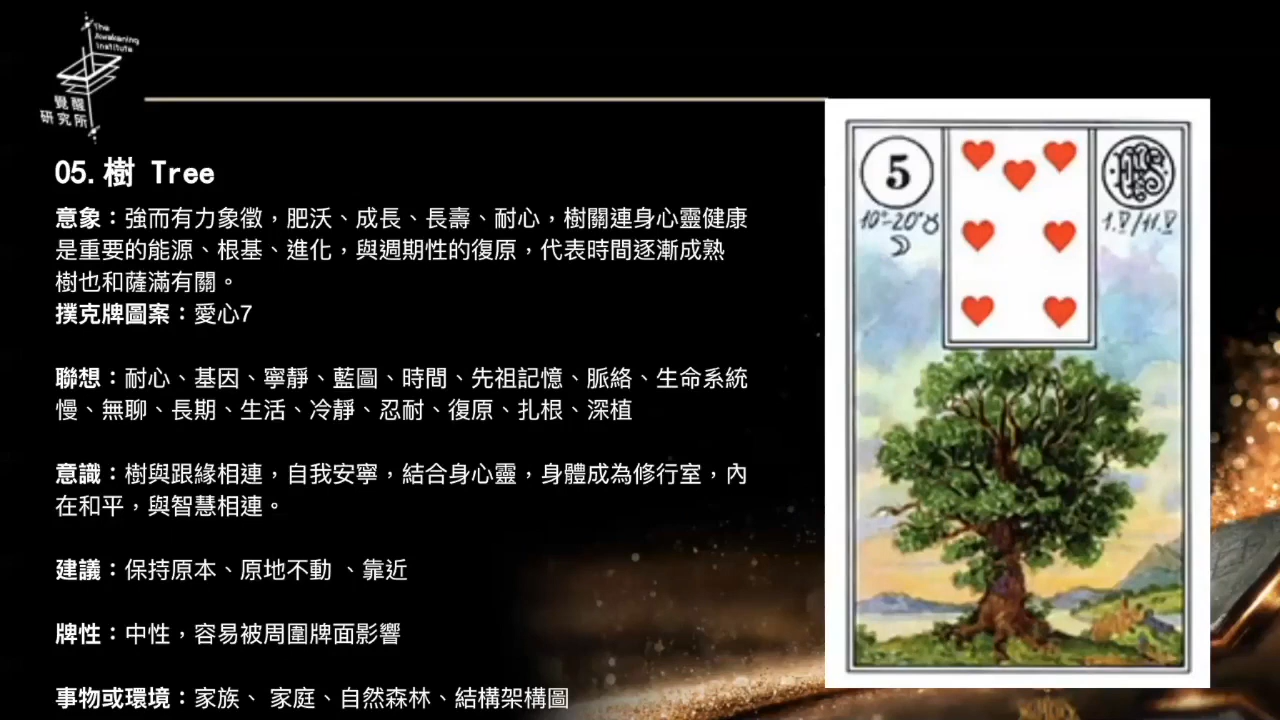 The
Awakening
Institute
覺醒
研究所
05.樹 Tree
意象：強而有力象徵，肥沃、成長、長壽、耐心，樹關連身心靈健康
是重要的能源、根基、進化，與週期性的復原，代表時間逐漸成熟
樹也和薩滿有關。
撲克牌圖案：愛心7
聯想：耐心、基因、寧靜、藍圖、時間、先祖記憶、脈絡、生命系統
慢、無聊、長期、生活、冷靜、忍耐、復原、扎根、深植
意識：樹與跟緣相連，自我安寧，結合身心靈，身體成為修行室，內
在和平，與智慧相連。
建議：保持原本、原地不動 、靠近
牌性：中性，容易被周圍牌面影響
事物或環境：家族、 家庭、自然森林、結構架構圖
5
10°-20°♉